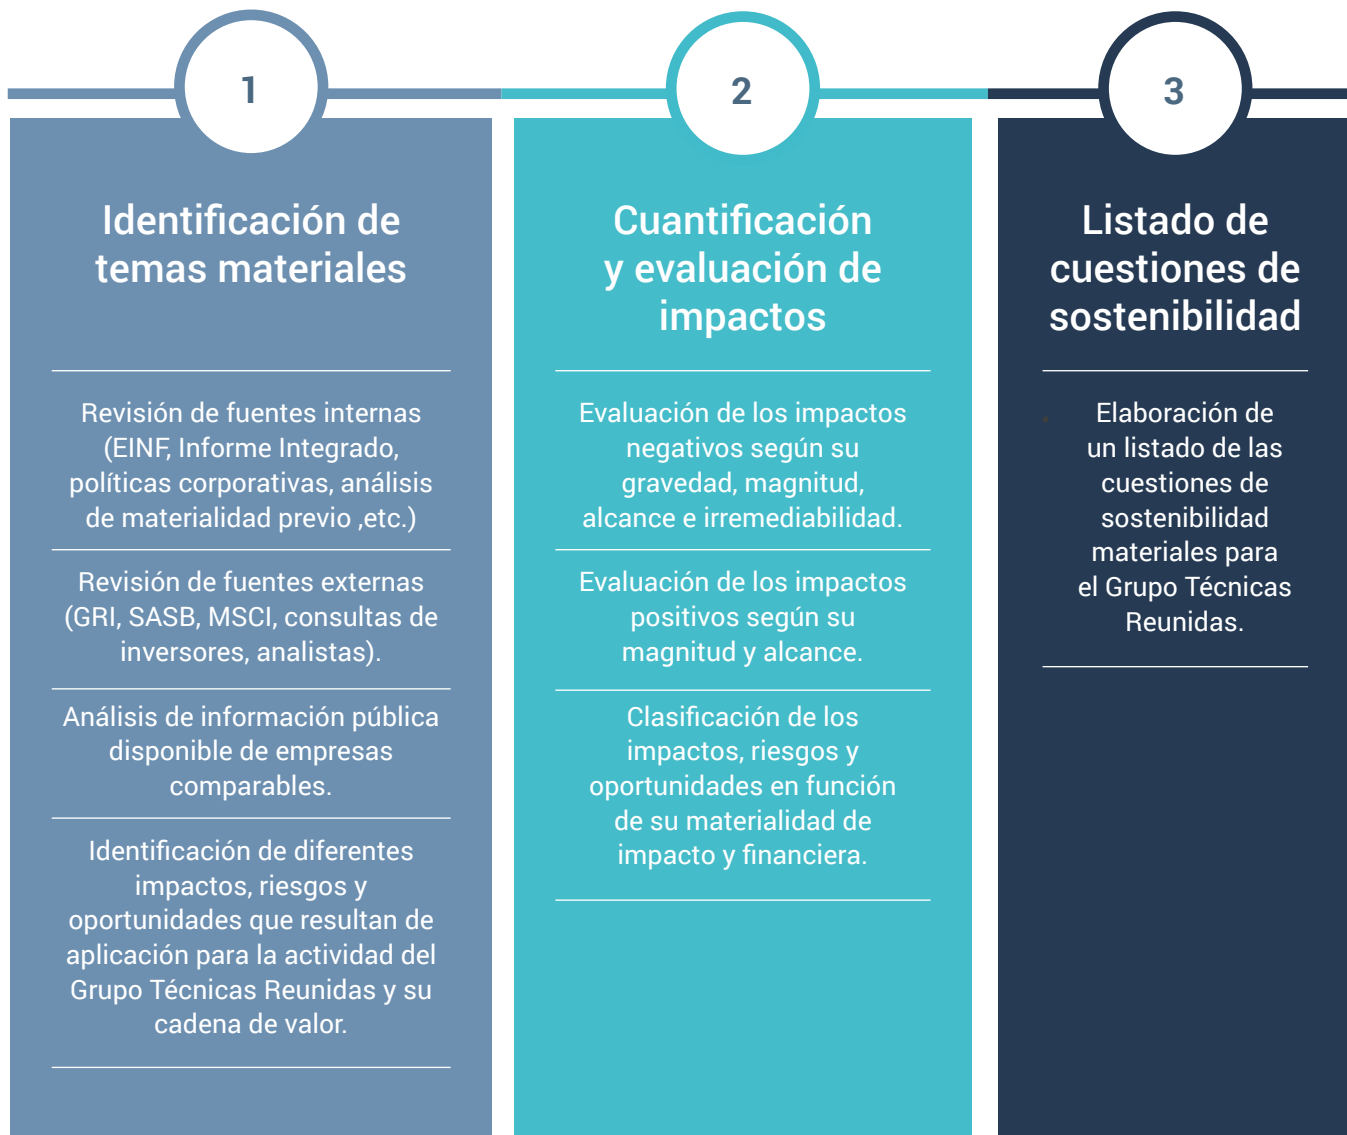 1
Identificación de
temas materiales
Revisión de fuentes internas
(EINF, Informe Integrado,
políticas corporativas, análisis
de materialidad previo ,etc.)
Revisión de fuentes externas
(GRI, SASB, MSCI, consultas de
inversores, analistas).
Análisis de información pública
disponible de empresas
comparables.
Identificación de diferentes
impactos, riesgos y
oportunidades que resultan de
aplicación para la actividad del
Grupo Técnicas Reunidas y su
cadena de valor.
2
Cuantificación
y evaluación de
impactos
Evaluación de los impactos
negativos según su
gravedad, magnitud,
alcance e irremediabilidad.
Evaluación de los impactos
positivos según su
magnitud y alcance.
Clasificación de los
impactos, riesgos y
oportunidades en función
de su materialidad de
impacto y financiera.
3
Listado de
cuestiones de
sostenibilidad
Elaboración de
un listado de las
cuestiones de
sostenibilidad
materiales para
el Grupo Técnicas
Reunidas.